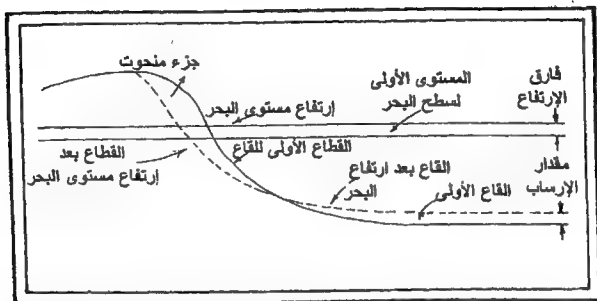 جزء منحوت
فارق
الإرتفاع
المستوى الأولى
لسطح البحر
إرتفاع مستوى البحر
القطاع الأولى للقاع
القطاع بعد
إرتفاع مستوى البحر
القاع بعد ارتفاع
البحر
القاع الأولى
مقدار
الإرساب